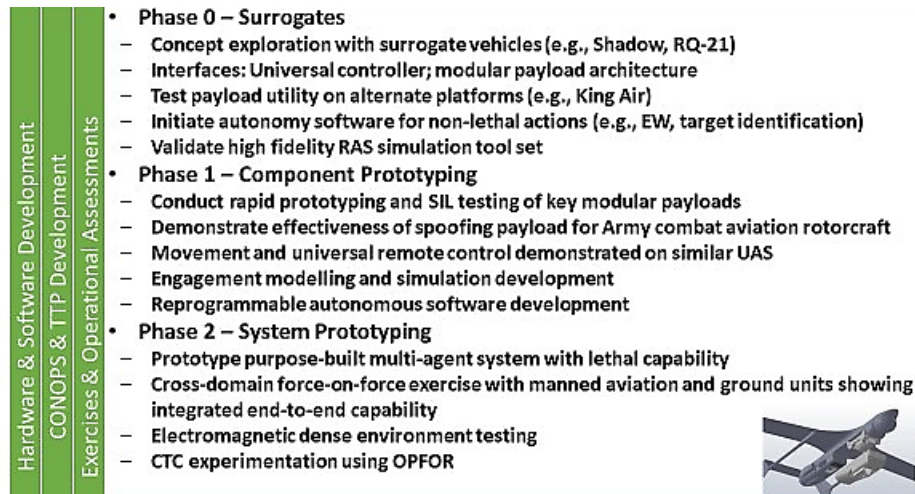 Hardware & Software Development
CONOPS & TTP Development
Exercises & Operational Assessments
• Phase 0 – Surrogates
– Concept exploration with surrogate vehicles (e.g., Shadow, RQ-21)
– Interfaces: Universal controller; modular payload architecture
– Test payload utility on alternate platforms (e.g., King Air)
– Initiate autonomy software for non-lethal actions (e.g., EW, target identification)
– Validate high fidelity RAS simulation tool set
• Phase 1 – Component Prototyping
– Conduct rapid prototyping and SIL testing of key modular payloads
– Demonstrate effectiveness of spoofing payload for Army combat aviation rotorcraft
– Movement and universal remote control demonstrated on similar UAS
– Engagement modelling and simulation development
– Reprogrammable autonomous software development
• Phase 2 – System Prototyping
– Prototype purpose-built multi-agent system with lethal capability
– Cross-domain force-on-force exercise with manned aviation and ground units showing
integrated end-to-end capability
– Electromagnetic dense environment testing
– CTC experimentation using OPFOR